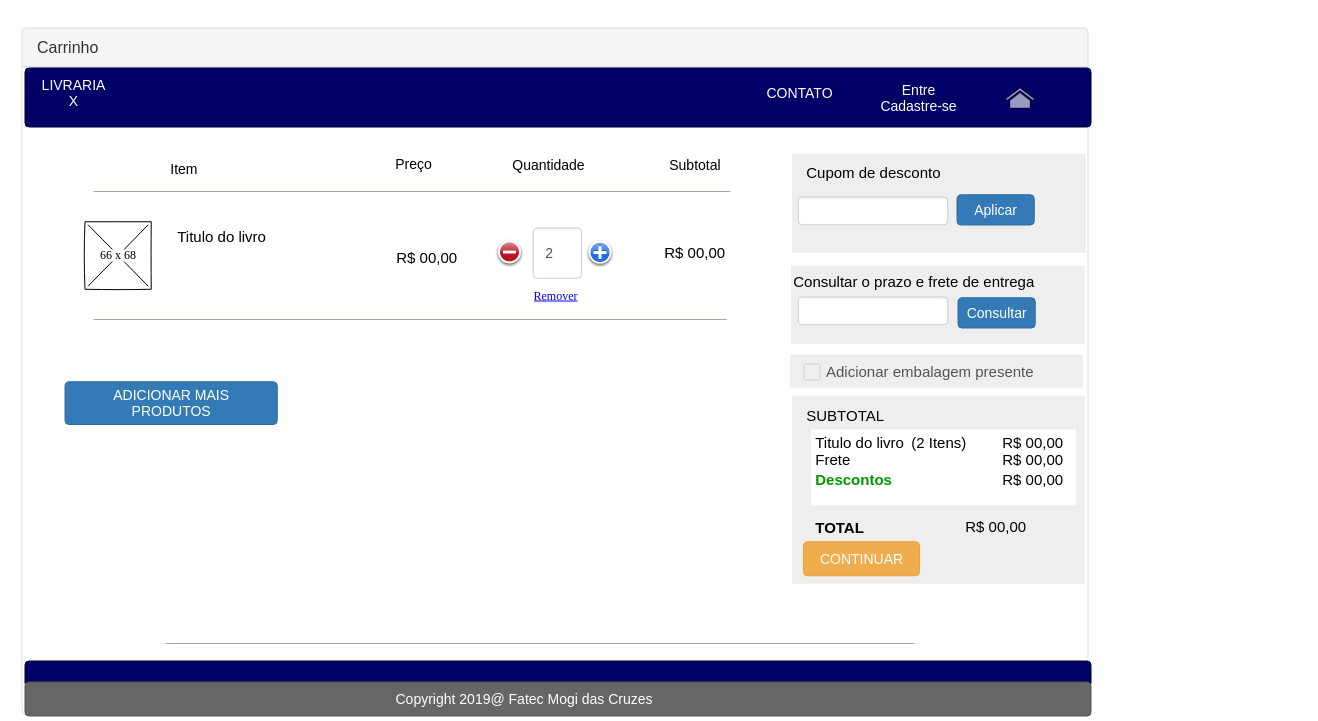 Carrinho
LIVRARIA
X
CONTATO
Entre
Cadastre-se
Item
Preço
Quantidade
Subtotal
66 x 68
Titulo do livro
R$ 00,00
2
R$ 00,00
Remover
ADICIONAR MAIS
PRODUTOS
Cupom de desconto
Aplicar
Consultar o prazo e frete de entrega
Consultar
Adicionar embalagem presente
SUBTOTAL
Titulo do livro (2 Itens) R$ 00,00
Frete R$ 00,00
Descontos R$ 00,00
TOTAL R$ 00,00
CONTINUAR
Copyright 2019@ Fatec Mogi das Cruzes